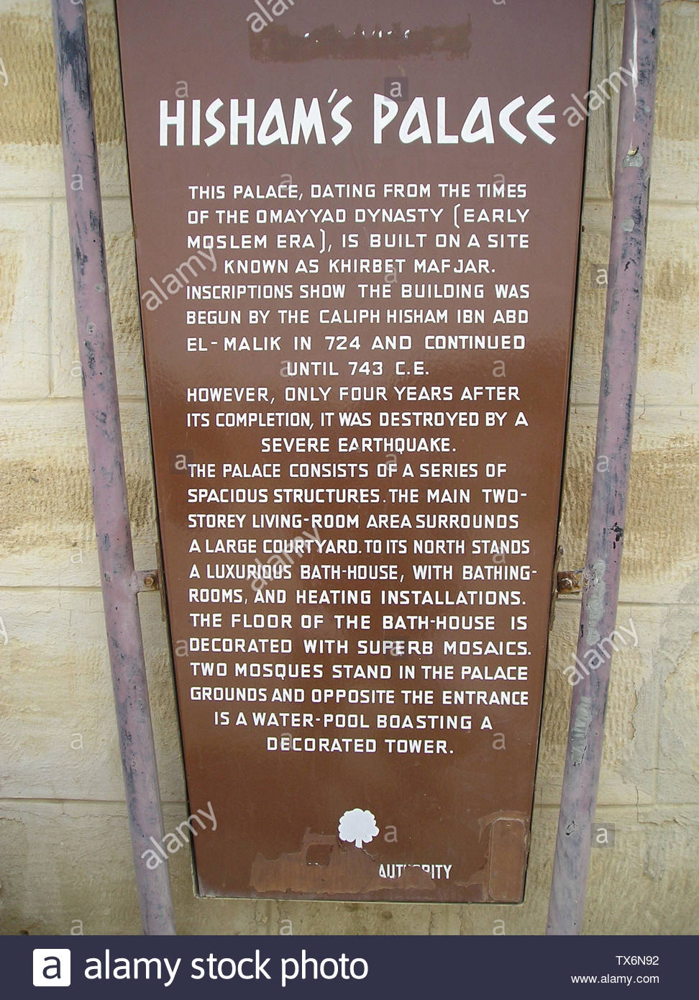 HISHAM'S PALACE
THIS PALACE, DATING FROM THE TIMES
OF THE OMAYYAD DYNASTY (EARLY
MOSLEM ERA), IS BUILT ON A SITE
KNOWN AS KHIRBET MAFJAR.
INSCRIPTIONS SHOW THE BUILDING WAS
BEGUN BY THE CALIPH HISHAM IBN ABD
EL-MALIK IN 724 AND CONTINUED
UNTIL 743 C.E.
HOWEVER, ONLY FOUR YEARS AFTER
ITS COMPLETION, IT WAS DESTROYED BY A
SEVERE EARTHQUAKE.
THE PALACE CONSISTS OF A SERIES OF
SPACIOUS STRUCTURES. THE MAIN TWO-
STOREY LIVING-ROOM AREA SURROUNDS
A LARGE COURTYARD. TO ITS NORTH STANDS
A LUXURIOUS BATH-HOUSE, WITH BATHING-
ROOMS, AND HEATING INSTALLATIONS.
THE FLOOR OF THE BATH-HOUSE IS
DECORATED WITH SUPERB MOSAICS.
TWO MOSQUES STAND IN THE PALACE
GROUNDS AND OPPOSITE THE ENTRANCE
IS A WATER-POOL BOASTING A
DECORATED TOWER.
AUTHORITY
a alamy stock photo
TX6N92
www.alamy.com